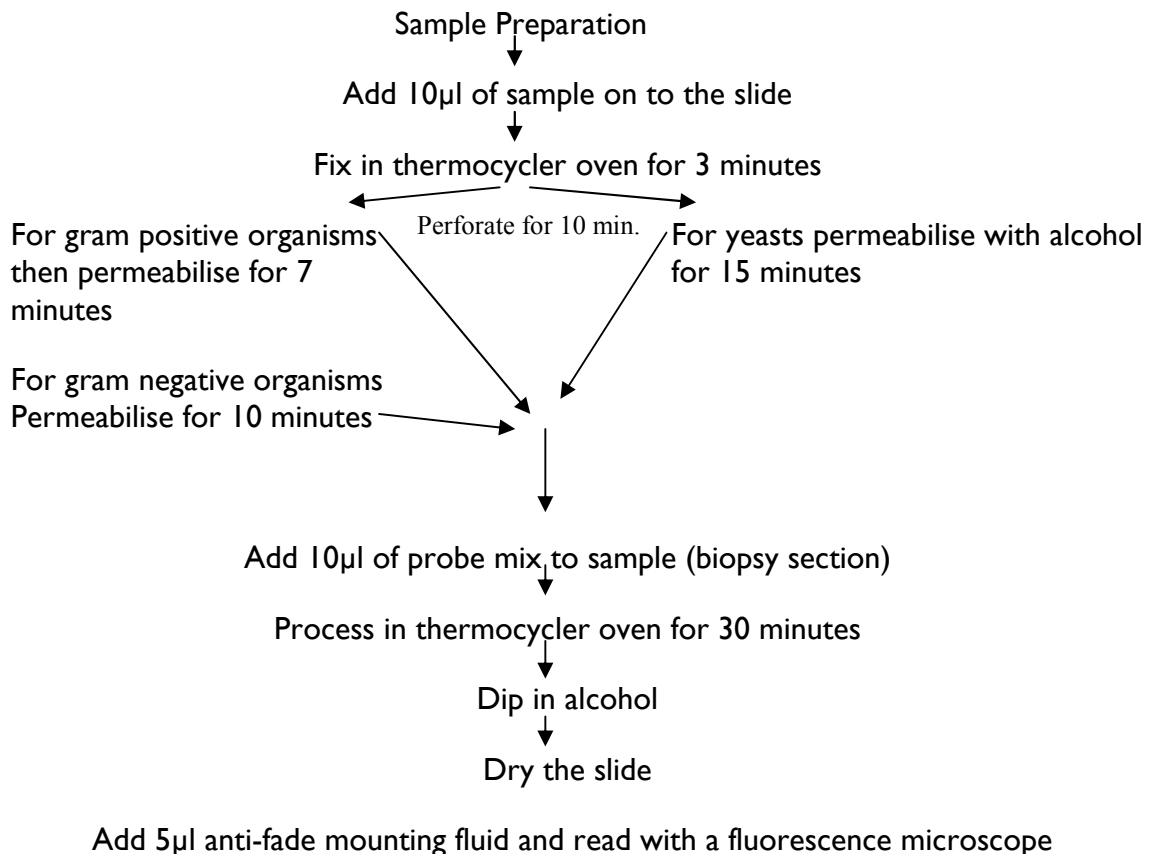 Sample Preparation
Add 10µl of sample on to the slide
Fix in thermocycler oven for 3 minutes
For gram positive organisms
then permeabilise for 7
minutes
Perforate for 10 min.
For yeasts permeabilise with alcohol
for 15 minutes
For gram negative organisms
Permeabilise for 10 minutes
Add 10µl of probe mix to sample (biopsy section)
Process in thermocycler oven for 30 minutes
Dip in alcohol
Dry the slide
Add 5µl anti-fade mounting fluid and read with a fluorescence microscope